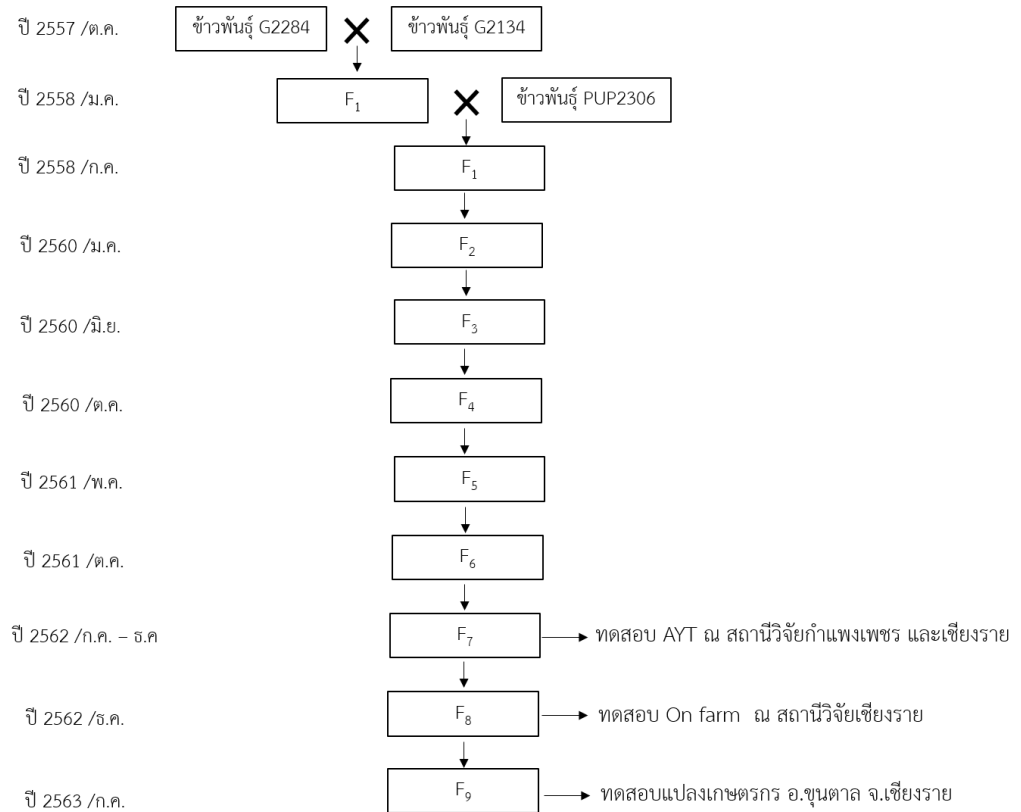 ปี 2557 /ต.ค. ข้าวพันธุ์ G2284 X ข้าวพันธุ์ G2134
ปี 2558 /ม.ค. F₁ X ข้าวพันธุ์ PUP2306
ปี 2558 /ก.ค. F₁
ปี 2560 /ม.ค. F₂
ปี 2560 /มิ.ย. F₃
ปี 2560 /ต.ค. F₄
ปี 2561 /พ.ค. F₅
ปี 2561 /ต.ค. F₆
ปี 2562 /ก.ค. – ธ.ค F₇ ทดสอบ AYT ณ สถานีวิจัยกำแพงเพชร และเชียงราย
ปี 2562 /ธ.ค. F₈ ทดสอบ On farm ณ สถานีวิจัยเชียงราย
ปี 2563 /ก.ค. F₉ ทดสอบแปลงเกษตรกร อ.ขุนตาล จ.เชียงราย